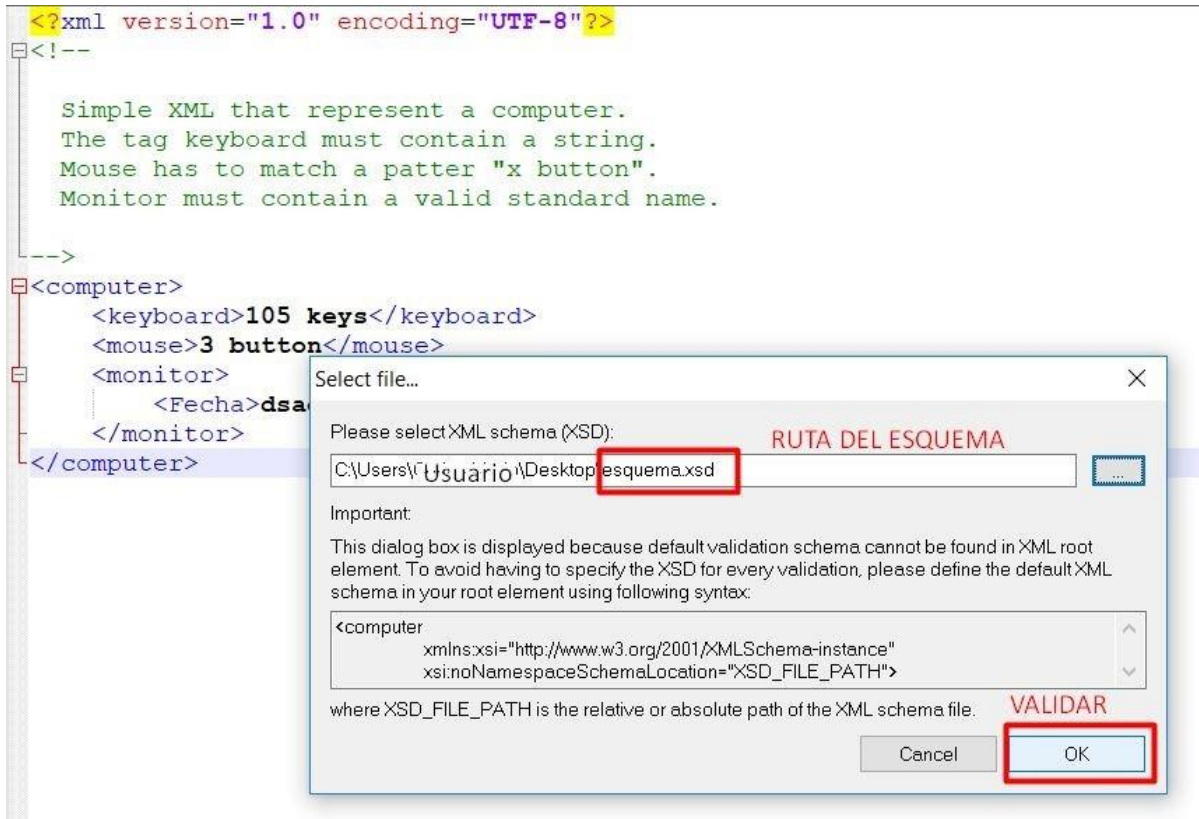 <?xml version="1.0" encoding="UTF-8"?>
<!--
Simple XML that represent a computer.
The tag keyboard must contain a string.
Mouse has to match a patter "x button".
Monitor must contain a valid standard name.
-->
<computer>
<keyboard>105 keys</keyboard>
<mouse>3 button</mouse>
<monitor>
<Fecha>dsa
</monitor>
</computer>
Select file...
Please select XML schema (XSD):
RUTA DEL ESQUEMA
C:\Users\Usuario\Desktop\esquema.xsd
...
Important:
This dialog box is displayed because default validation schema cannot be found in XML root
element. To avoid having to specify the XSD for every validation, please define the default XML
schema in your root element using following syntax:
<computer
xmlns:xsi="http://www.w3.org/2001/XMLSchema-instance"
xsi:noNamespaceSchemaLocation="XSD_FILE_PATH">
where XSD_FILE_PATH is the relative or absolute path of the XML schema file.
VALIDAR
Cancel
OK